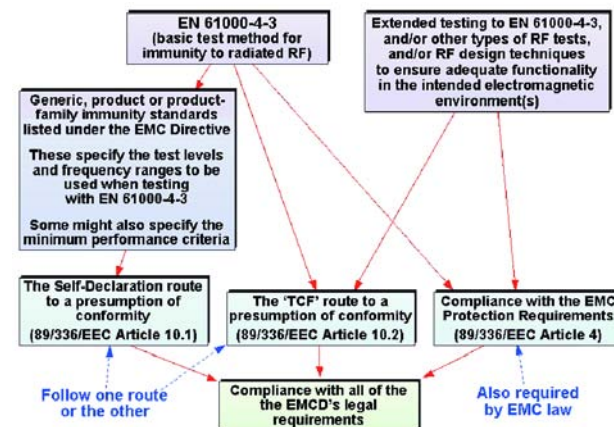 EN 61000-4-3
(basic test method for
immunity to radiated RF)
Extended testing to EN 61000-4-3,
and/or other types of RF tests,
and/or RF design techniques
to ensure adequate functionality
in the intended electromagnetic
environment(s)
Generic, product or product-
family immunity standards
listed under the EMC Directive
These specify the test levels
and frequency ranges to be
used when testing
with EN 61000-4-3
Some might also specify the
minimum performance criteria
The Self-Declaration route
to a presumption of
conformity
(89/336/EEC Article 10.1)
The ‘TCF’ route to a
presumption of conformity
(89/336/EEC Article 10.2)
Compliance with the EMC
Protection Requirements
(89/336/EEC Article 4)
Follow one route
or the other
Compliance with all of the
the EMCD's legal
requirements
Also required
by EMC law